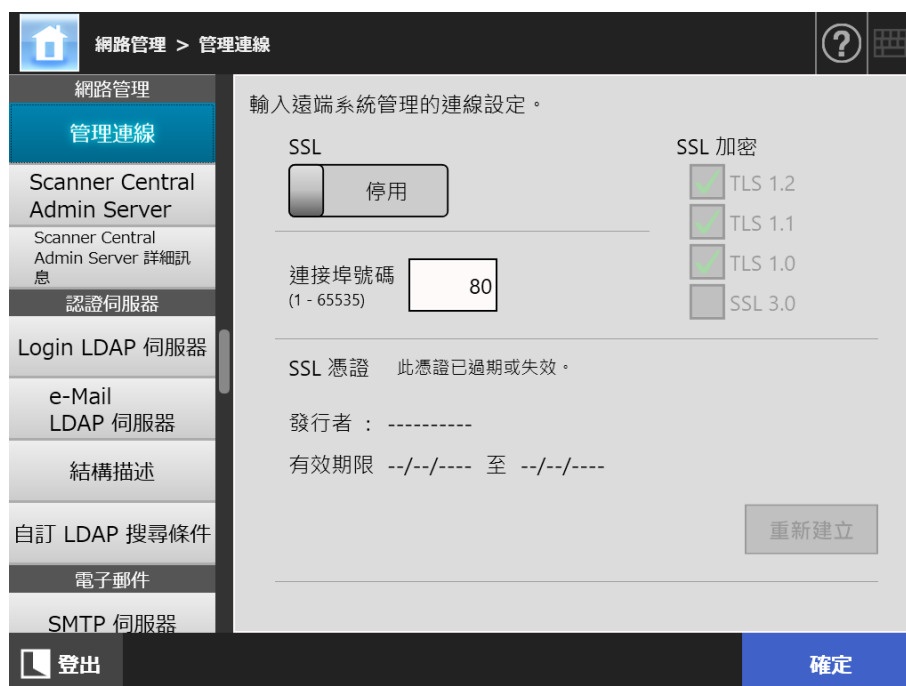 網路管理 > 管理連線
?
網路管理
管理連線
Scanner Central
Admin Server
Scanner Central
Admin Server 詳細訊
息
認證伺服器
Login LDAP 伺服器
e-Mail
LDAP 伺服器
結構描述
自訂 LDAP 搜尋條件
電子郵件
SMTP 伺服器
輸入遠端系統管理的連線設定。
SSL
停用
SSL 加密
TLS 1.2
TLS 1.1
TLS 1.0
SSL 3.0
連接埠號碼
(1 - 65535)
80
SSL 憑證 此憑證已過期或失效。
發行者 : ----------
有效期限 --/--/---- 至 --/--/----
重新建立
登出
確定